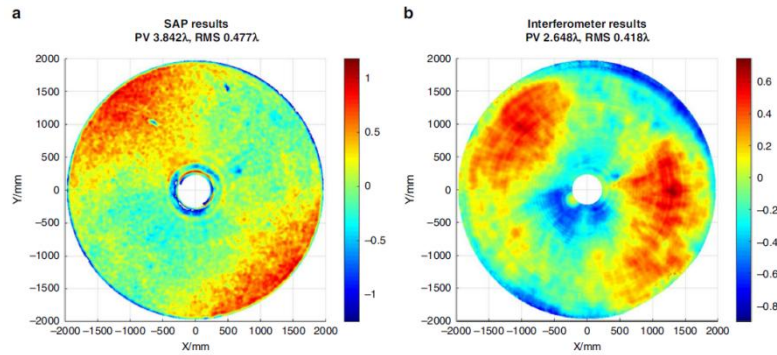 a
SAP results
PV 3.842λ, RMS 0.477λ
2000
1500
1000
500
0
−500
−1000
−1500
−2000
Y/mm
−2000 −1500 −1000 −500 0 500 1000 1500 2000
X/mm
1
0.5
0
−0.5
−1
b
Interferometer results
PV 2.648λ, RMS 0.418λ
2000
1500
1000
500
0
−500
−1000
−1500
−2000
Y/mm
−2000 −1500 −1000 −500 0 500 1000 1500 2000
X/mm
0.6
0.4
0.2
0
−0.2
−0.4
−0.6
−0.8